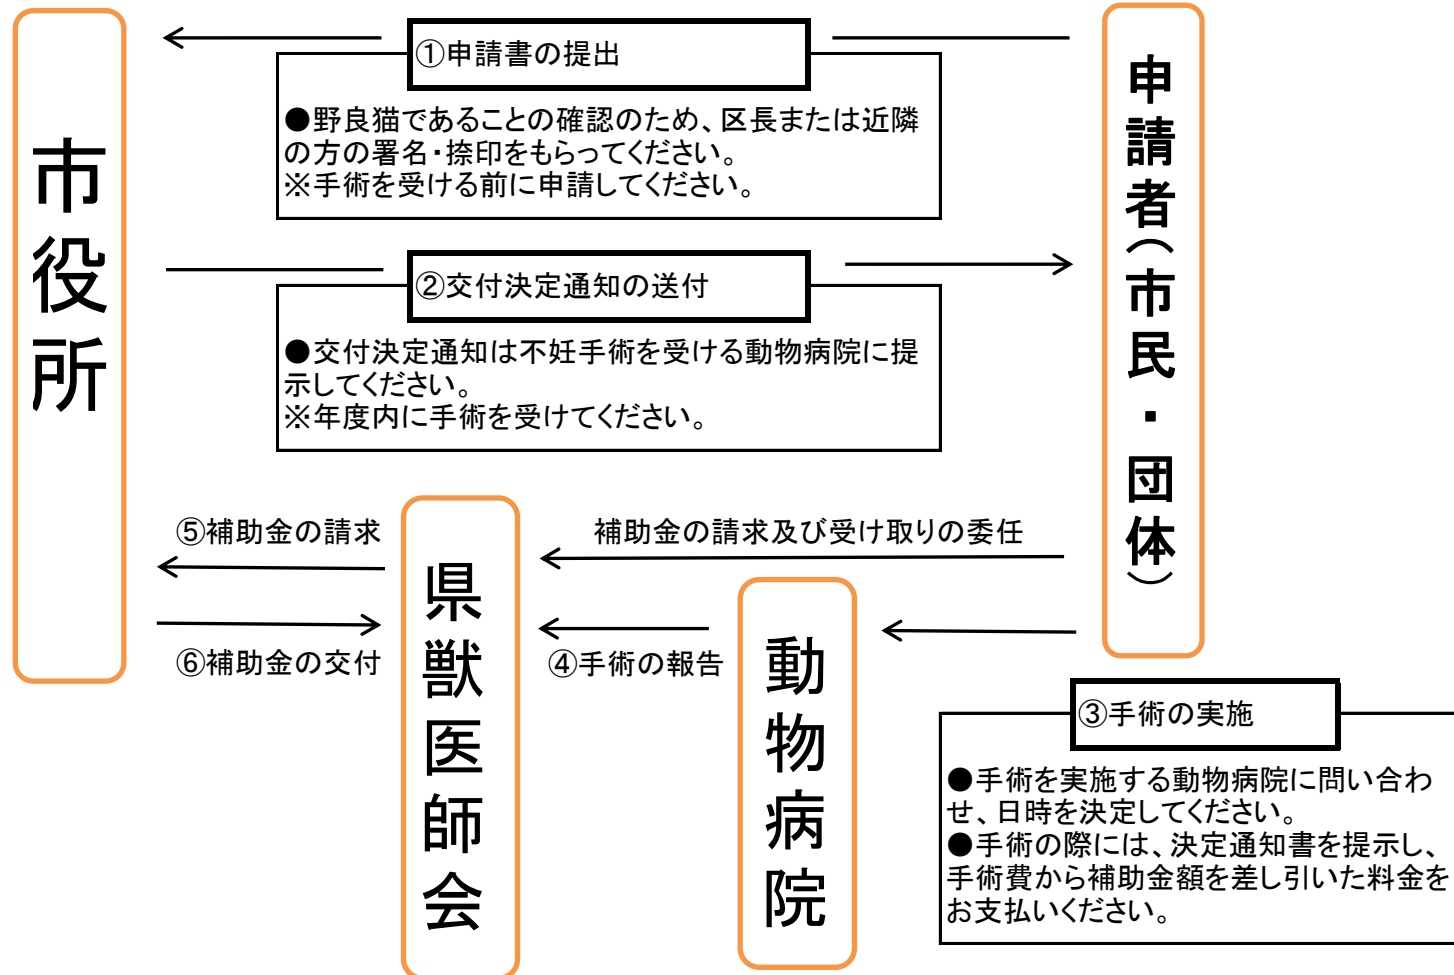 市役所
①申請書の提出
●野良猫であることの確認のため、区長または近隣
の方の署名・捺印をもらってください。
※手術を受ける前に申請してください。
②交付決定通知の送付
●交付決定通知は不妊手術を受ける動物病院に提
示してください。
※年度内に手術を受けてください。
申請者（市民・団体）
⑤補助金の請求
補助金の請求及び受け取りの委任
県獣医師会
⑥補助金の交付
④手術の報告
動物病院
③手術の実施
●手術を実施する動物病院に問い合わ
せ、日時を決定してください。
●手術の際には、決定通知書を提示し、
手術費から補助金額を差し引いた料金を
お支払いください。